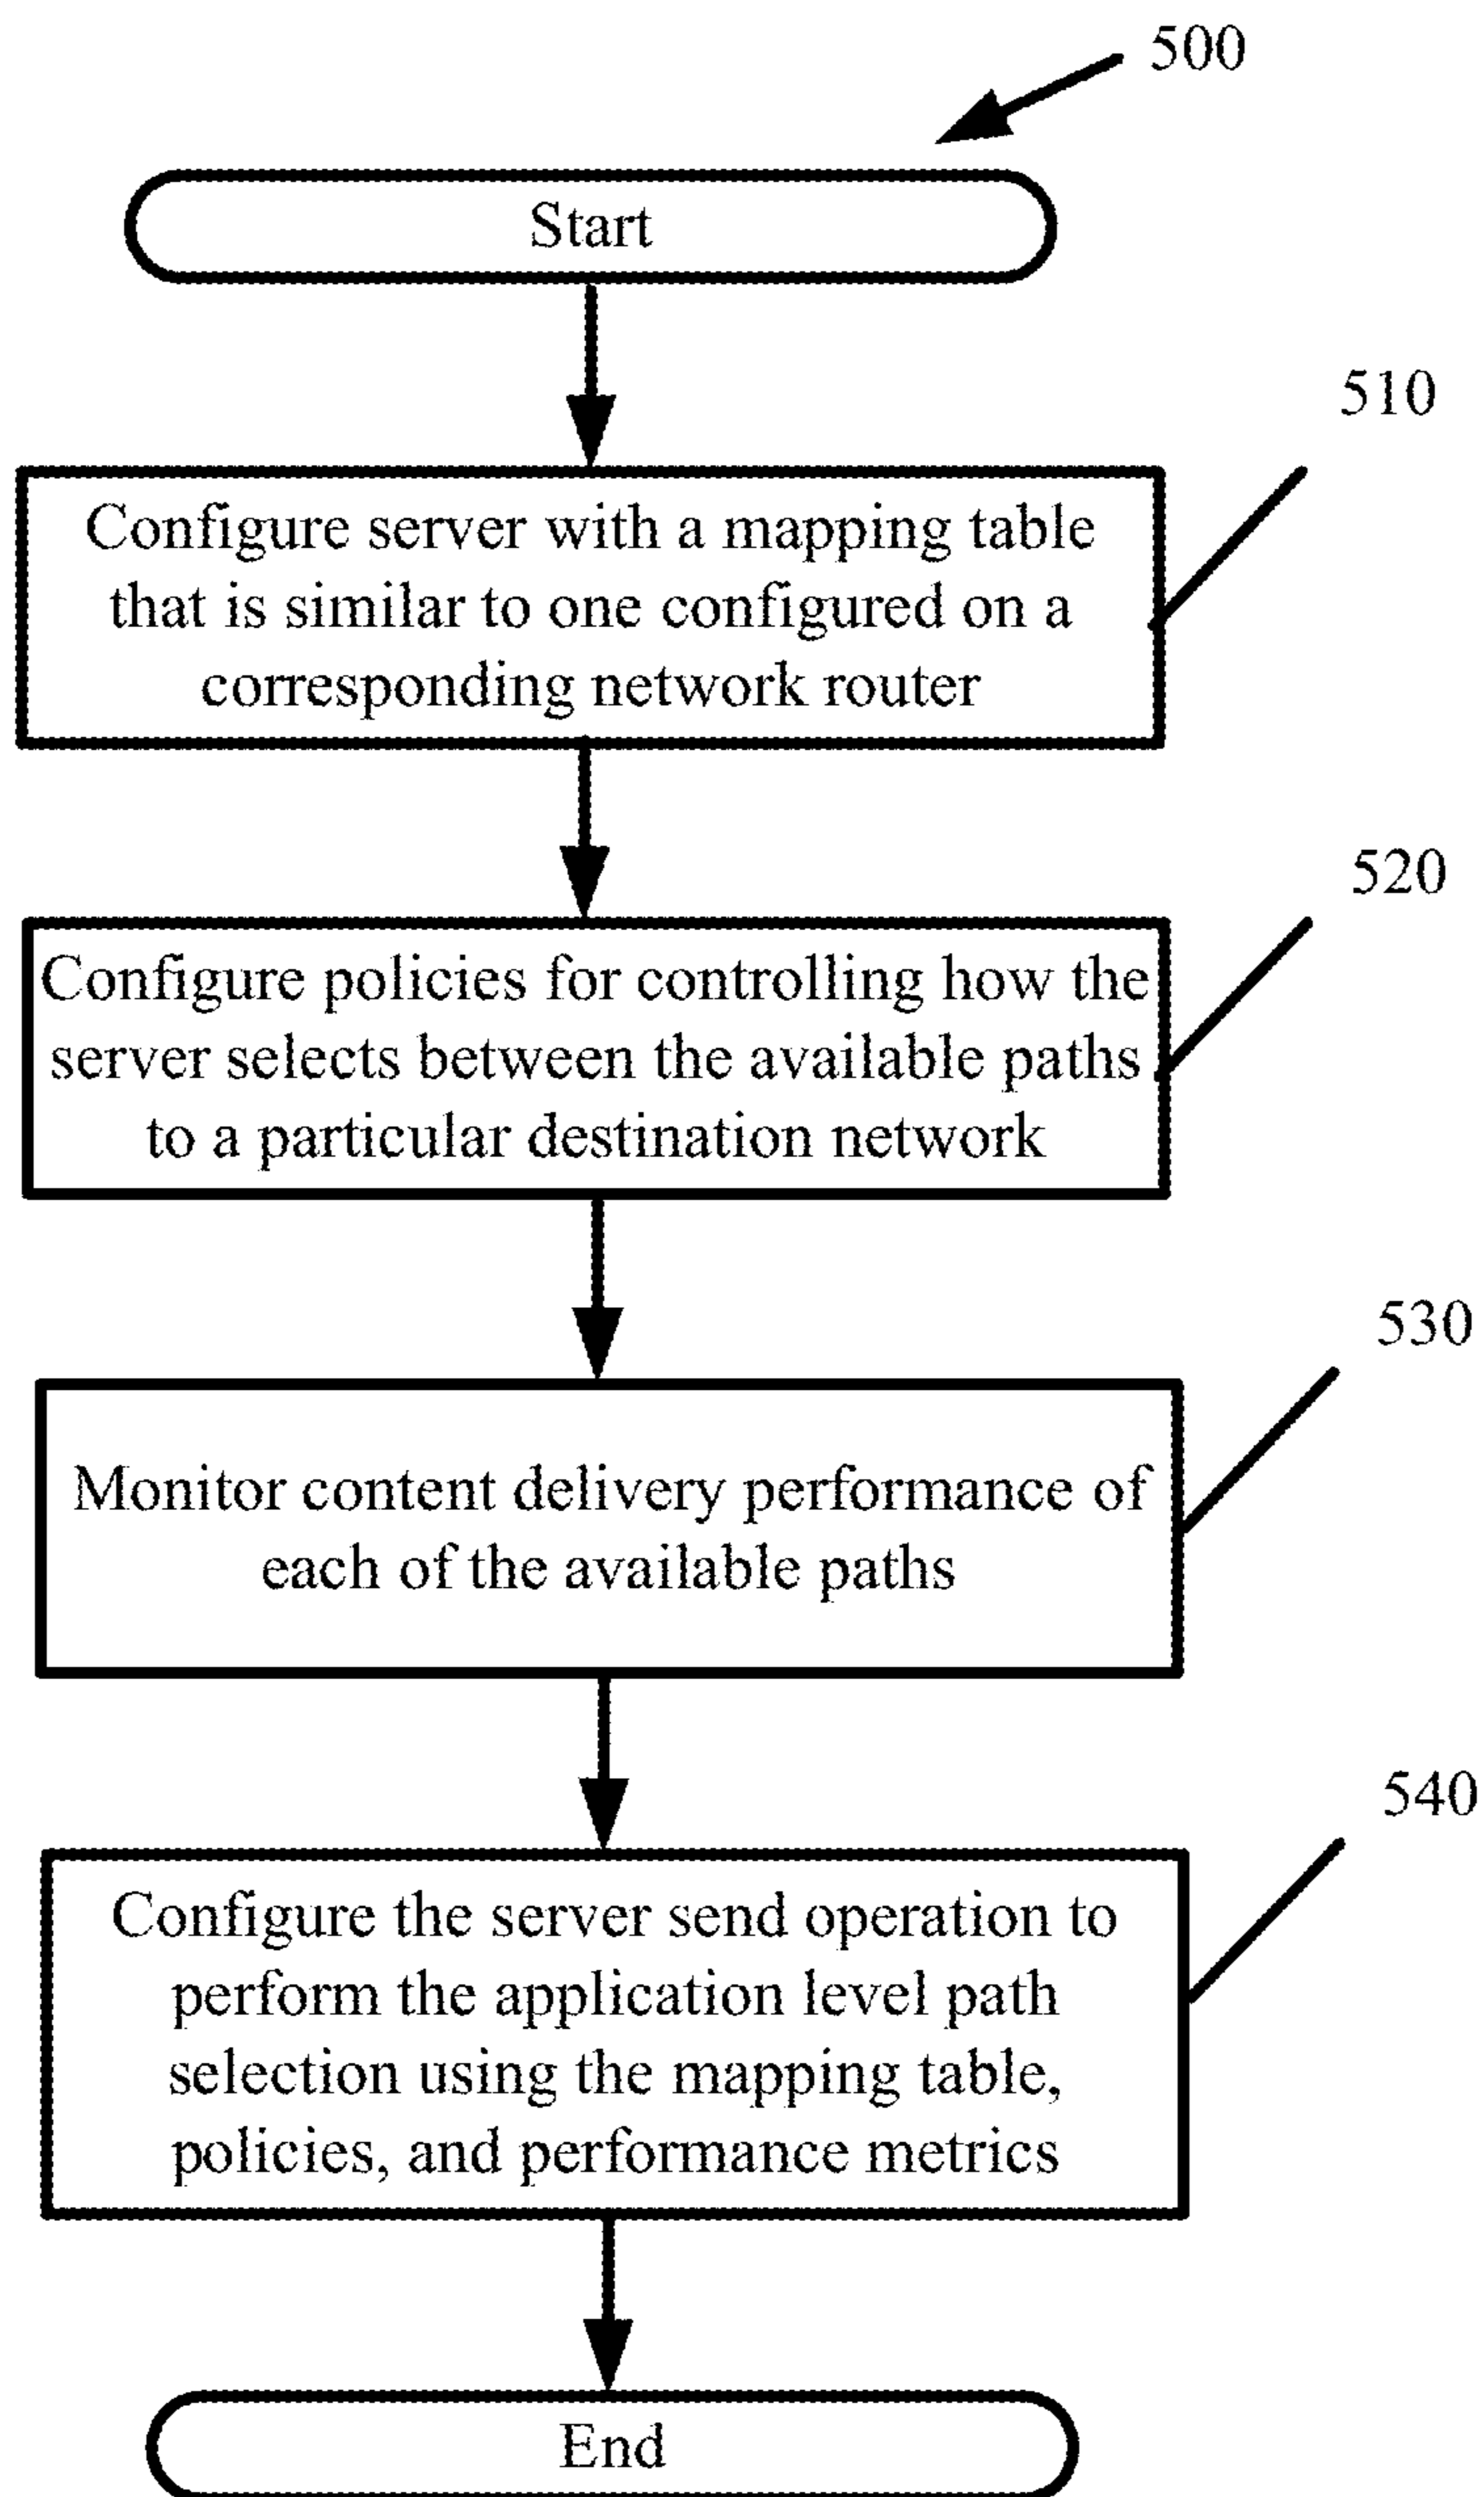 500
Start
510
Configure server with a mapping table
that is similar to one configured on a
corresponding network router
520
Configure policies for controlling how the
server selects between the available paths
to a particular destination network
530
Monitor content delivery performance of
each of the available paths
540
Configure the server send operation to
perform the application level path
selection using the mapping table,
policies, and performance metrics
End